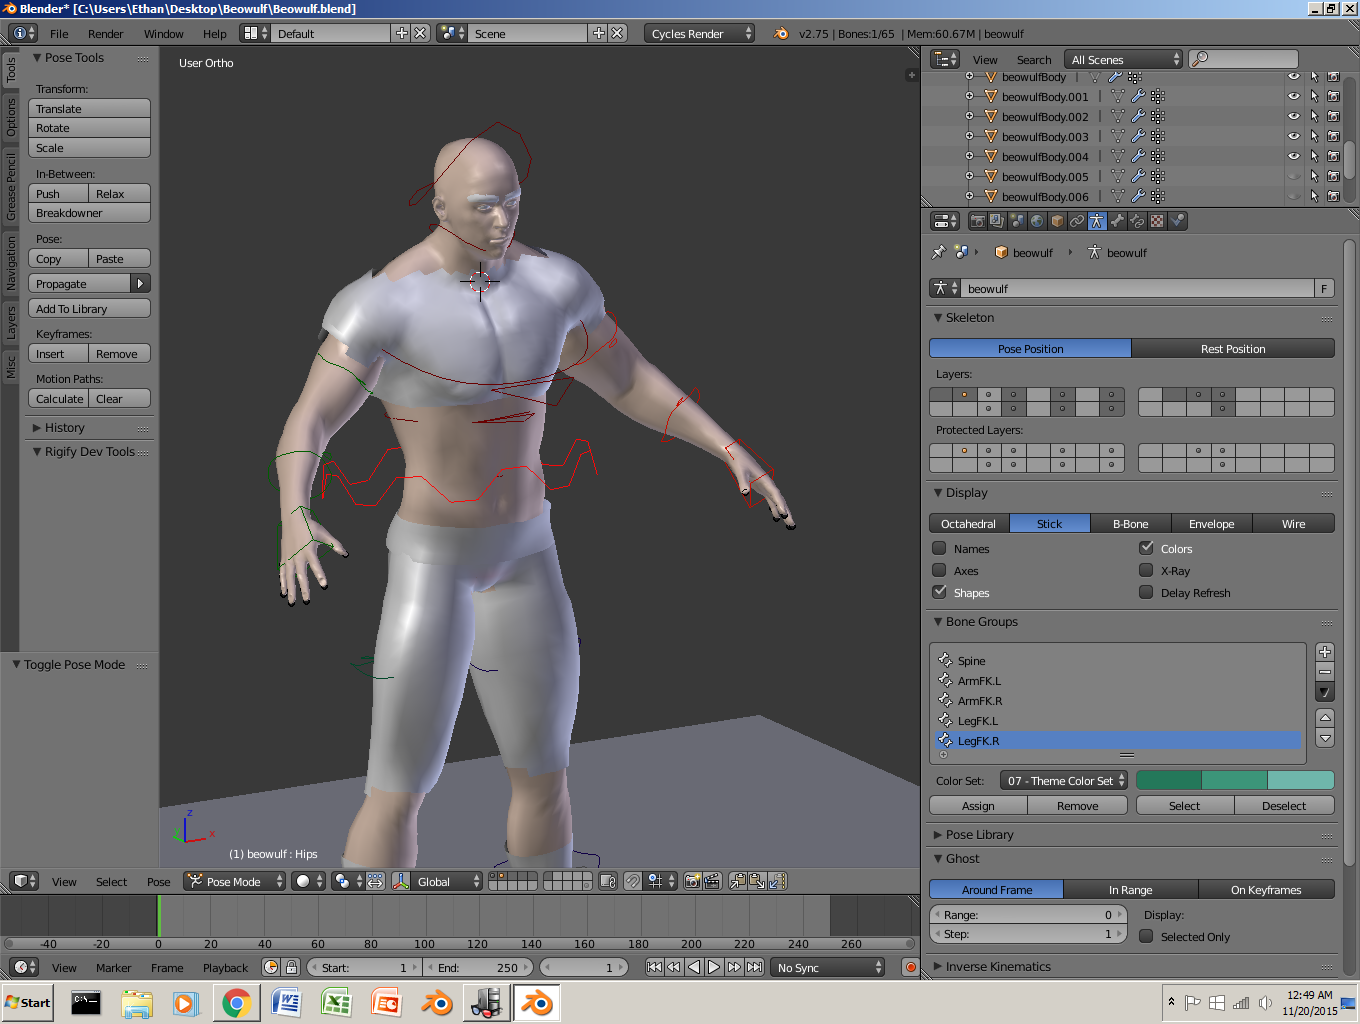 Blender* [C:\Users\Ethan\Desktop\Beowulf\Beowulf.blend]
File Render Window Help Default Scene Cycles Render v2.75 | Bones:1/65 | Mem:60.67M | beowulf
Tools
Options
Grease Pencil
Navigation
Layers
Misc
Pose Tools
Transform:
Translate
Rotate
Scale
In-Between:
Push Relax
Breakdowner
Pose:
Copy Paste
Propagate
Add To Library
Keyframes:
Insert Remove
Motion Paths:
Calculate Clear
History
Rigify Dev Tools
Toggle Pose Mode
User Ortho
z
y
x
(1) beowulf : Hips
View Select Pose Pose Mode Global
-40 -20 0 20 40 60 80 100 120 140 160 180 200 220 240 260
View Marker Frame Playback Start: 1 End: 250 1 No Sync
View Search All Scenes
beowulfBody
beowulfBody.001
beowulfBody.002
beowulfBody.003
beowulfBody.004
beowulfBody.005
beowulfBody.006
beowulf beowulf
beowulf F
Skeleton
Pose Position Rest Position
Layers:
Protected Layers:
Display
Octahedral Stick B-Bone Envelope Wire
Names Colors
Axes X-Ray
Shapes Delay Refresh
Bone Groups
Spine
ArmFK.L
ArmFK.R
LegFK.L
LegFK.R
Color Set: 07 - Theme Color Set
Assign Remove Select Deselect
Pose Library
Ghost
Around Frame In Range On Keyframes
Range: 0 Display:
Step: 1 Selected Only
Inverse Kinematics
Start 12:49 AM
11/20/2015